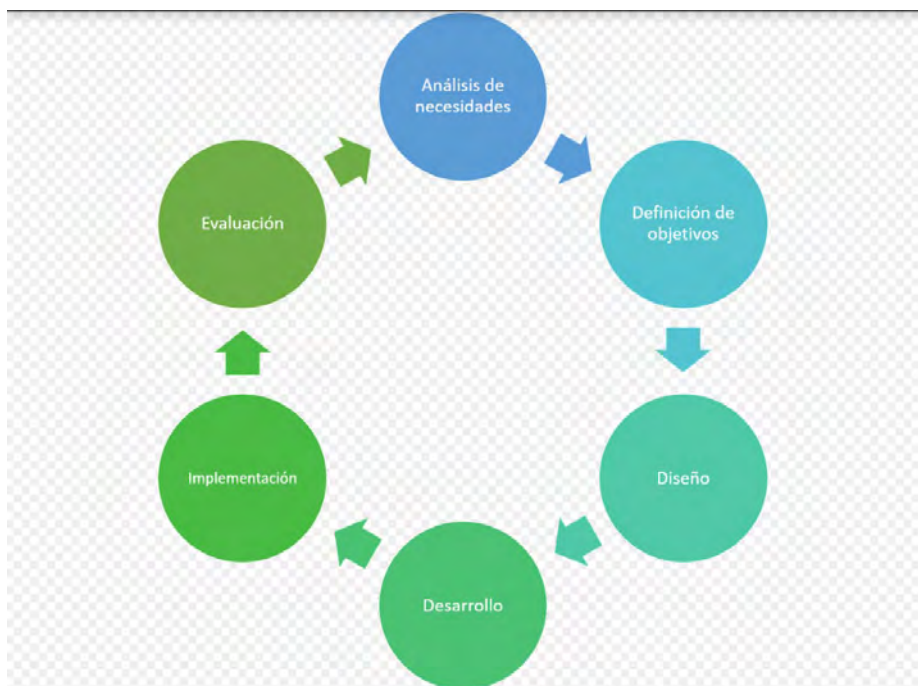 Análisis de
necesidades
Definición de
objetivos
Diseño
Desarrollo
Implementación
Evaluación